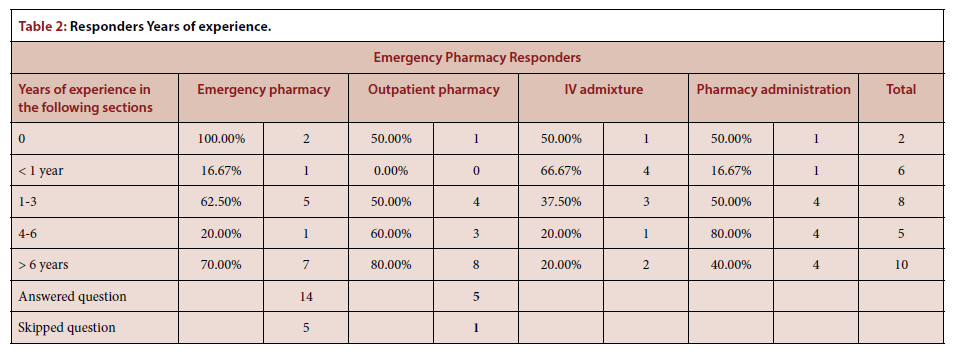 Table 2: Responders Years of experience.
Emergency Pharmacy Responders
Years of experience in the following sections Emergency pharmacy Outpatient pharmacy IV admixture Pharmacy administration Total
0 100.00% 2 50.00% 1 50.00% 1 50.00% 1 2
< 1 year 16.67% 1 0.00% 0 66.67% 4 16.67% 1 6
1-3 62.50% 5 50.00% 4 37.50% 3 50.00% 4 8
4-6 20.00% 1 60.00% 3 20.00% 1 80.00% 4 5
> 6 years 70.00% 7 80.00% 8 20.00% 2 40.00% 4 10
Answered question 14 5
Skipped question 5 1